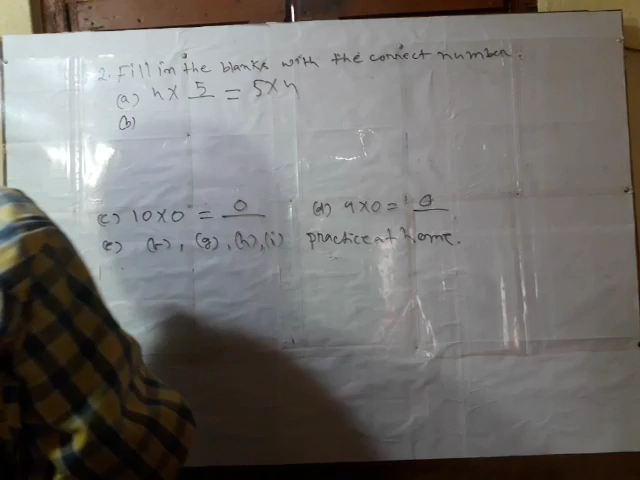 2. Fill in the blanks with the correct number.
(a) 4 × 5 = 5 × 4
(b)
(c) 10 × 0 = 0 (d) 4 × 0 = 0
(e) (f), (g), (h), (i) practice at home.